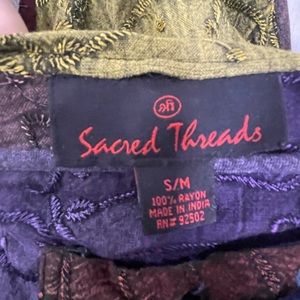 Sacred Threads
S/M
100% RAYON
MADE IN INDIA
RN# 92502